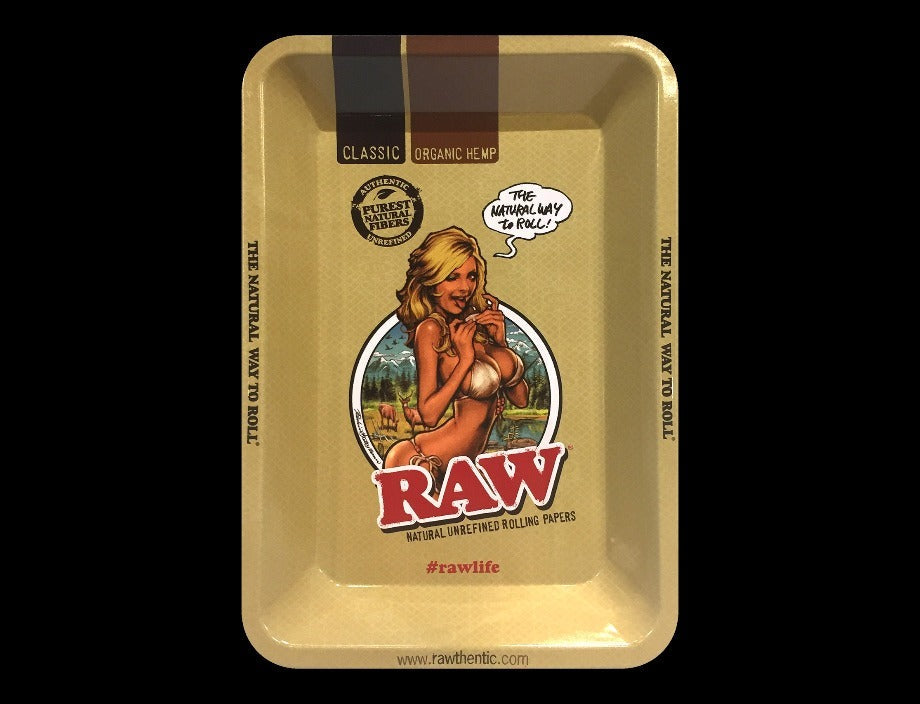 CLASSIC
ORGANIC HEMP
AUTHENTIC
PUREST
NATURAL
FIBERS
UNREFINED
THE
NATURAL WAY
to ROLL!
THE NATURAL WAY TO ROLL®
THE NATURAL WAY TO ROLL®
RAW
NATURAL UNREFINED ROLLING PAPERS
#rawlife
www.rawthentic.com